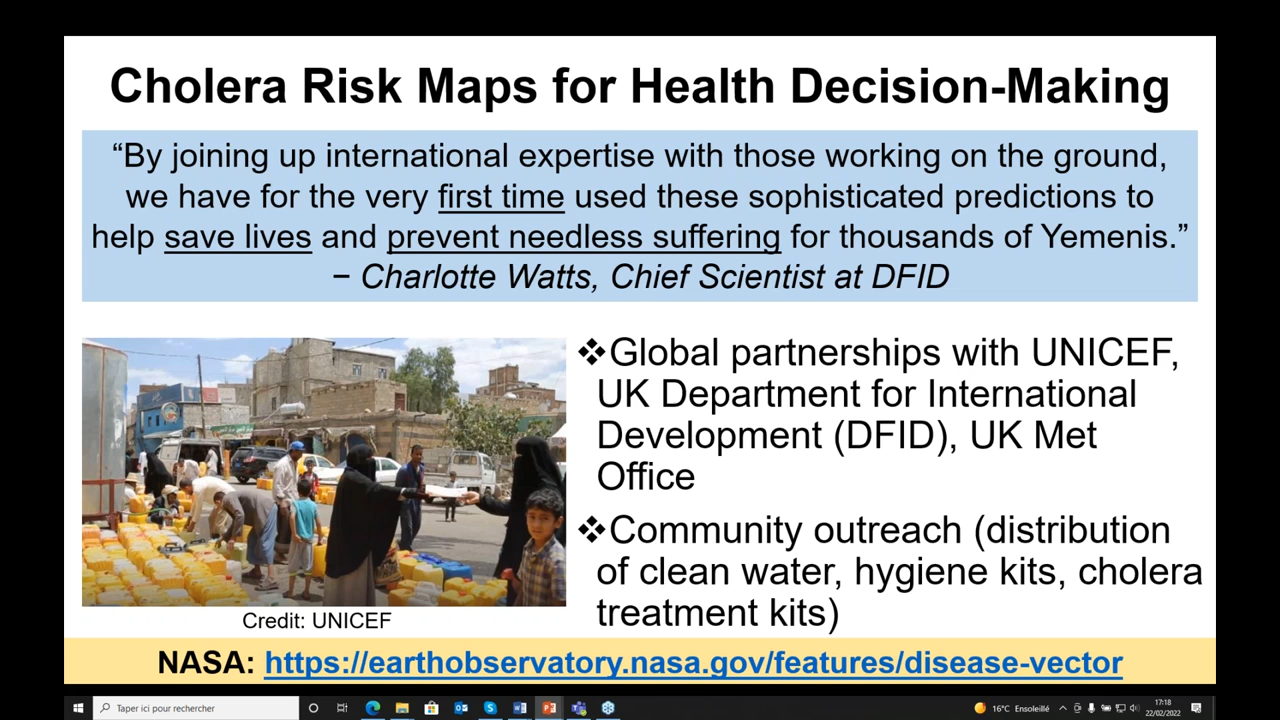 Cholera Risk Maps for Health Decision-Making
“By joining up international expertise with those working on the ground,
we have for the very first time used these sophisticated predictions to
help save lives and prevent needless suffering for thousands of Yemenis.”
− Charlotte Watts, Chief Scientist at DFID
❖Global partnerships with UNICEF,
UK Department for International
Development (DFID), UK Met
Office
❖Community outreach (distribution
of clean water, hygiene kits, cholera
treatment kits)
Credit: UNICEF
NASA: https://earthobservatory.nasa.gov/features/disease-vector
Taper ici pour rechercher
16°C Ensoleillé
17:18
22/02/2022